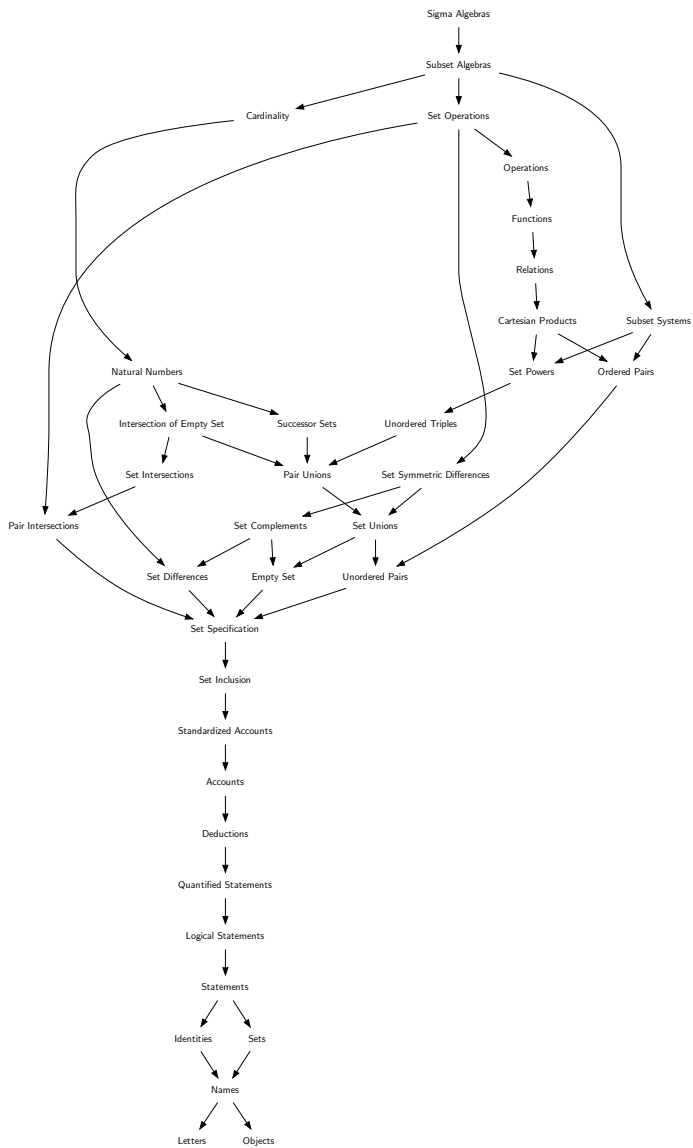 Sigma Algebras
Subset Algebras
Cardinality
Set Operations
Operations
Functions
Relations
Cartesian Products
Subset Systems
Natural Numbers
Set Powers
Ordered Pairs
Intersection of Empty Set
Successor Sets
Unordered Triples
Set Intersections
Pair Unions
Set Symmetric Differences
Pair Intersections
Set Complements
Set Unions
Set Differences
Empty Set
Unordered Pairs
Set Specification
Set Inclusion
Standardized Accounts
Accounts
Deductions
Quantified Statements
Logical Statements
Statements
Identities
Sets
Names
Letters
Objects